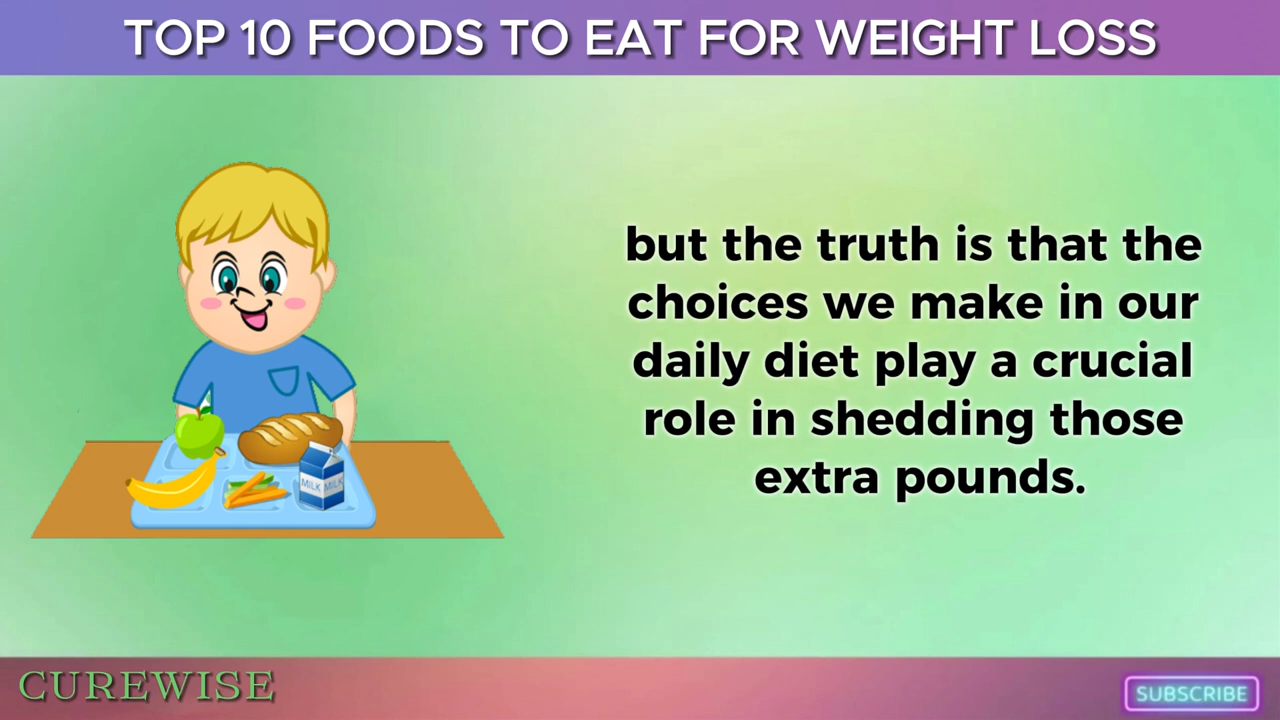 TOP 10 FOODS TO EAT FOR WEIGHT LOSS
but the truth is that the
choices we make in our
daily diet play a crucial
role in shedding those
extra pounds.
MILK MILK
CUREWISE
SUBSCRIBE